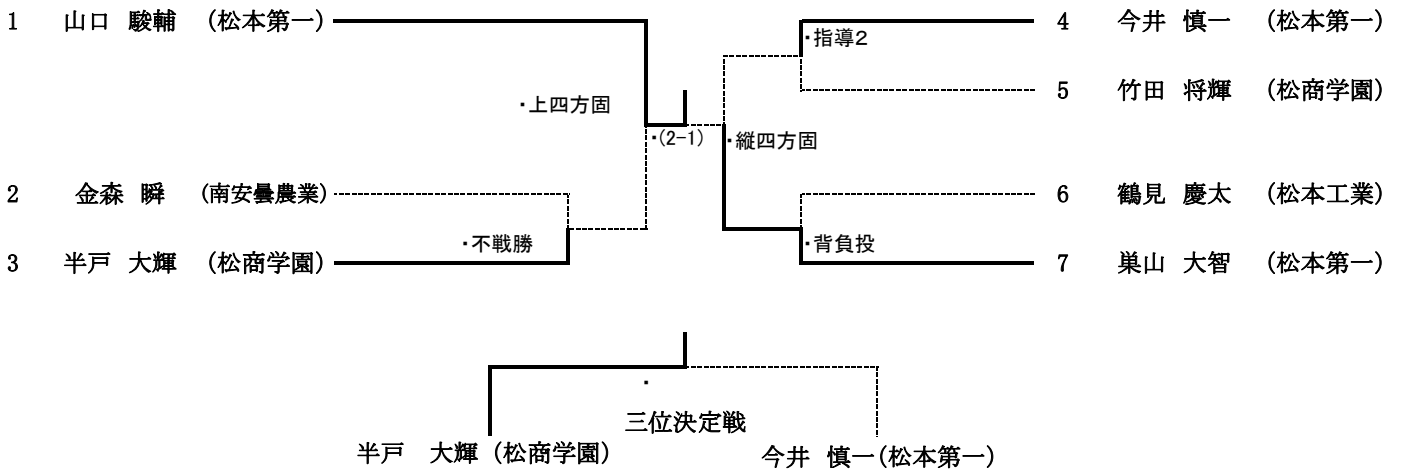 1 山口 駿輔 (松本第一)
・上四方固
2 金森 瞬 (南安曇農業)
・不戦勝
3 半戸 大輝 (松商学園)
・(2-1)
4 今井 慎一 (松本第一)
・指導2
5 竹田 将輝 (松商学園)
・縦四方固
6 鶴見 慶太 (松本工業)
・背負投
7 巣山 大智 (松本第一)
・
三位決定戦
半戸 大輝 (松商学園)
今井 慎一(松本第一)